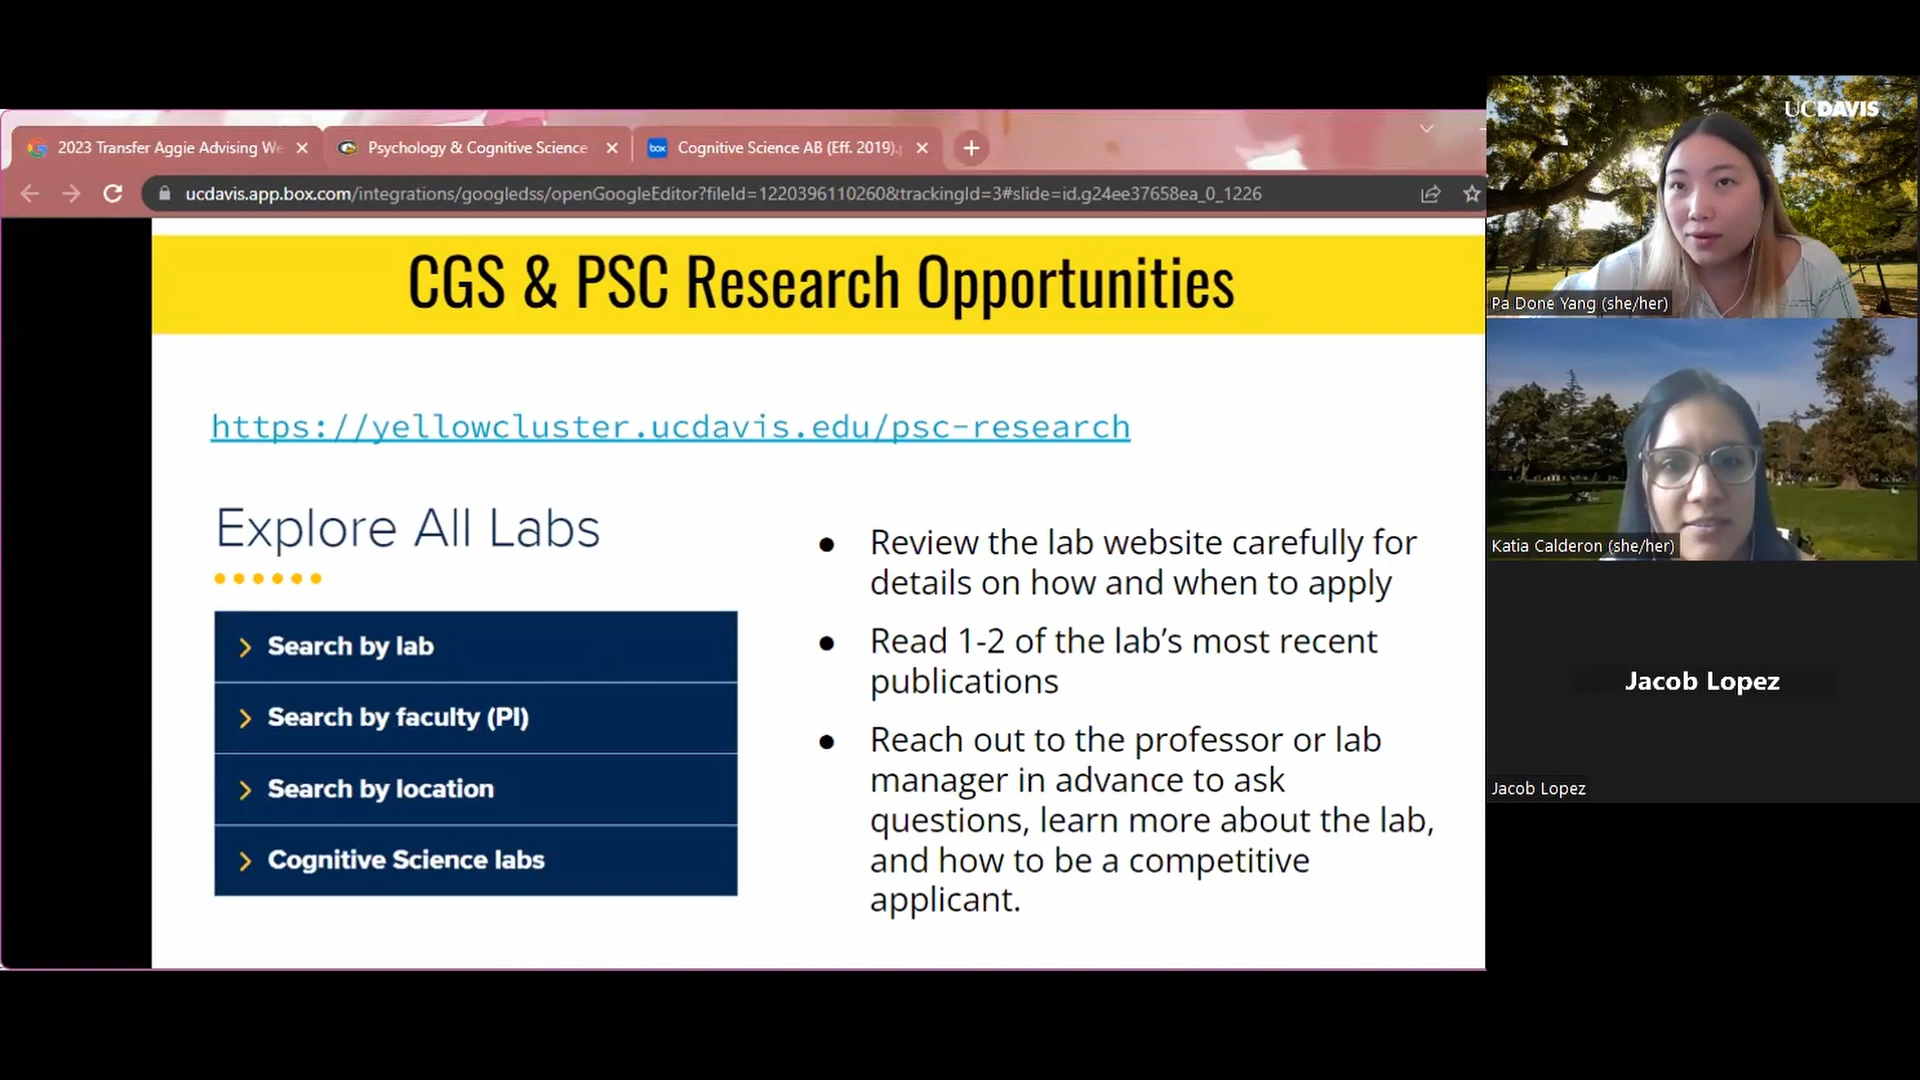 2023 Transfer Aggie Advising We
Psychology & Cognitive Science
box
Cognitive Science AB (Eff. 2019).p
ucdavis.app.box.com/integrations/googledss/openGoogleEditor?fileId=1220396110260&trackingId=3#slide=id.g24ee37658ea_0_1226
CGS & PSC Research Opportunities
https://yellowcluster.ucdavis.edu/psc-research
Explore All Labs
Search by lab
Search by faculty (PI)
Search by location
Cognitive Science labs
● Review the lab website carefully for
details on how and when to apply
● Read 1-2 of the lab’s most recent
publications
● Reach out to the professor or lab
manager in advance to ask
questions, learn more about the lab,
and how to be a competitive
applicant.
UCDAVIS
Pa Done Yang (she/her)
Katia Calderon (she/her)
Jacob Lopez
Jacob Lopez